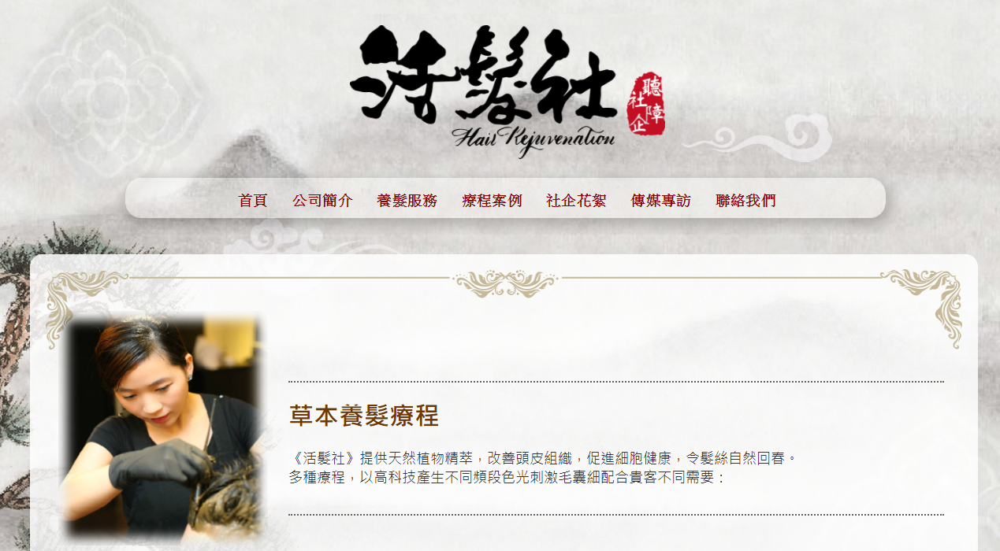 活髮社
聽障
社企
Hair Rejuvenation
首頁 公司簡介 養髮服務 療程案例 社企花絮 傳媒專訪 聯絡我們
草本養髮療程
《活髮社》提供天然植物精萃，改善頭皮組織，促進細胞健康，令髮絲自然回春。
多種療程，以高科技產生不同頻段色光刺激毛囊細配合貴客不同需要：